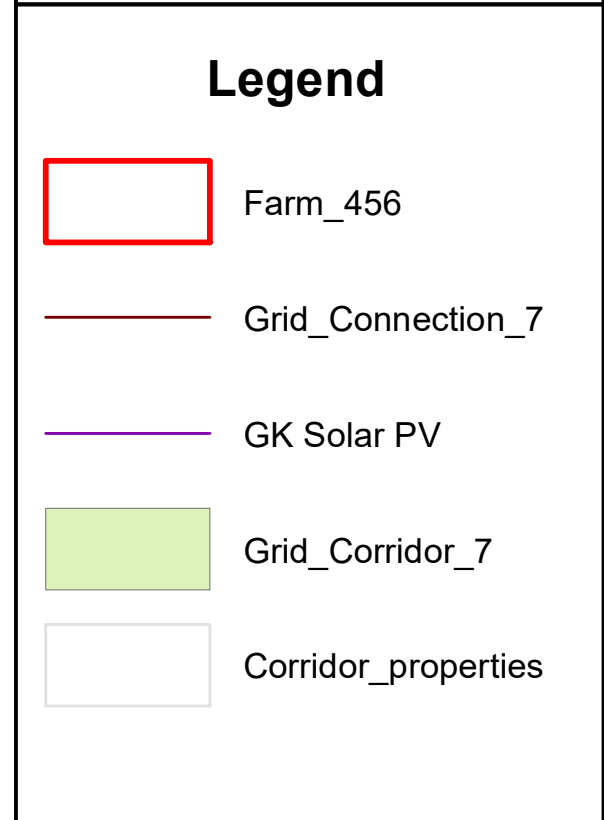 Legend
Farm_456
Grid_Connection_7
GK Solar PV
Grid_Corridor_7
Corridor_properties